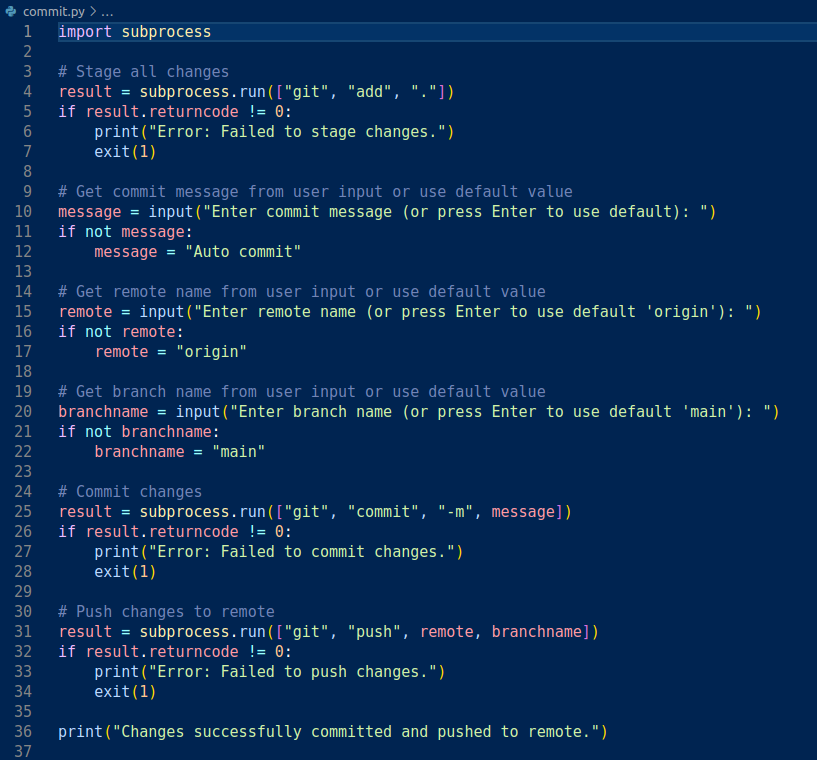 commit.py > ...
1 import subprocess
2
3 # Stage all changes
4 result = subprocess.run(["git", "add", "."])
5 if result.returncode != 0:
6     print("Error: Failed to stage changes.")
7     exit(1)
8
9 # Get commit message from user input or use default value
10 message = input("Enter commit message (or press Enter to use default): ")
11 if not message:
12     message = "Auto commit"
13
14 # Get remote name from user input or use default value
15 remote = input("Enter remote name (or press Enter to use default 'origin'): ")
16 if not remote:
17     remote = "origin"
18
19 # Get branch name from user input or use default value
20 branchname = input("Enter branch name (or press Enter to use default 'main'): ")
21 if not branchname:
22     branchname = "main"
23
24 # Commit changes
25 result = subprocess.run(["git", "commit", "-m", message])
26 if result.returncode != 0:
27     print("Error: Failed to commit changes.")
28     exit(1)
29
30 # Push changes to remote
31 result = subprocess.run(["git", "push", remote, branchname])
32 if result.returncode != 0:
33     print("Error: Failed to push changes.")
34     exit(1)
35
36 print("Changes successfully committed and pushed to remote.")
37